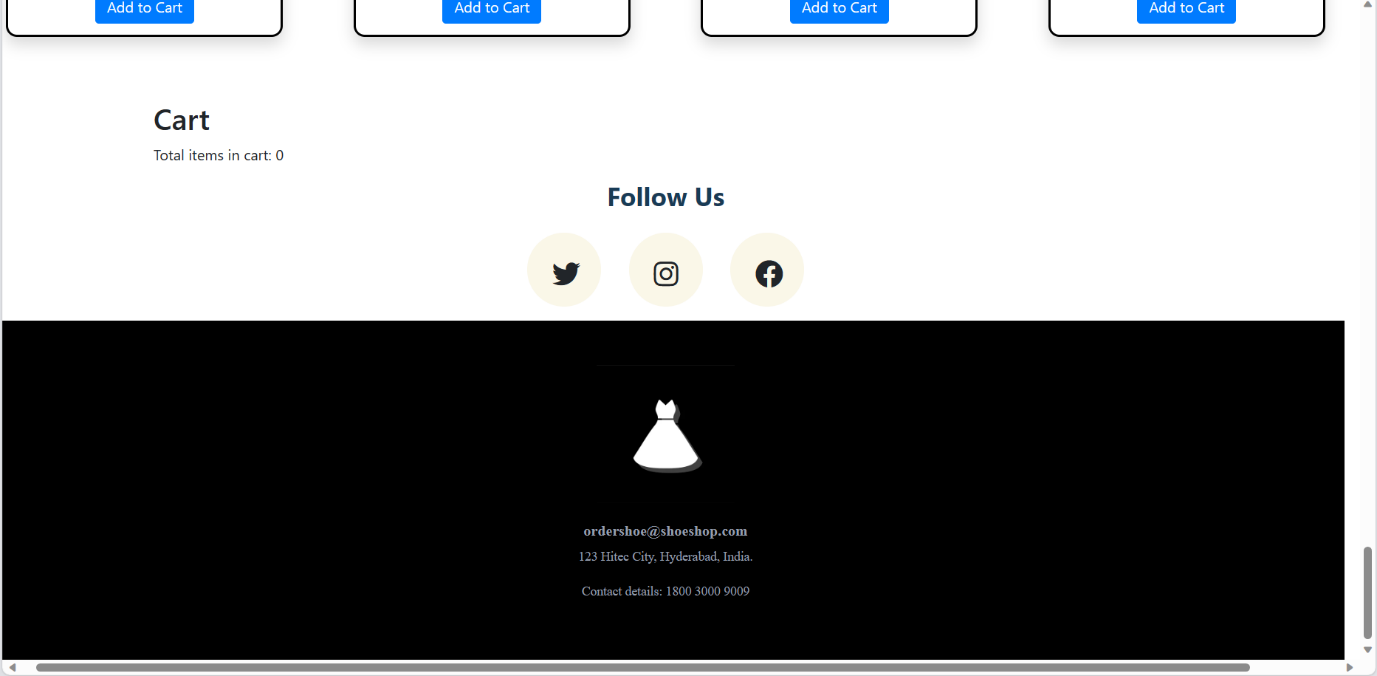 Add to Cart Add to Cart Add to Cart Add to Cart
Cart
Total items in cart: 0
Follow Us
ordershoe@shoeshop.com
123 Hitec City, Hyderabad, India.
Contact details: 1800 3000 9009